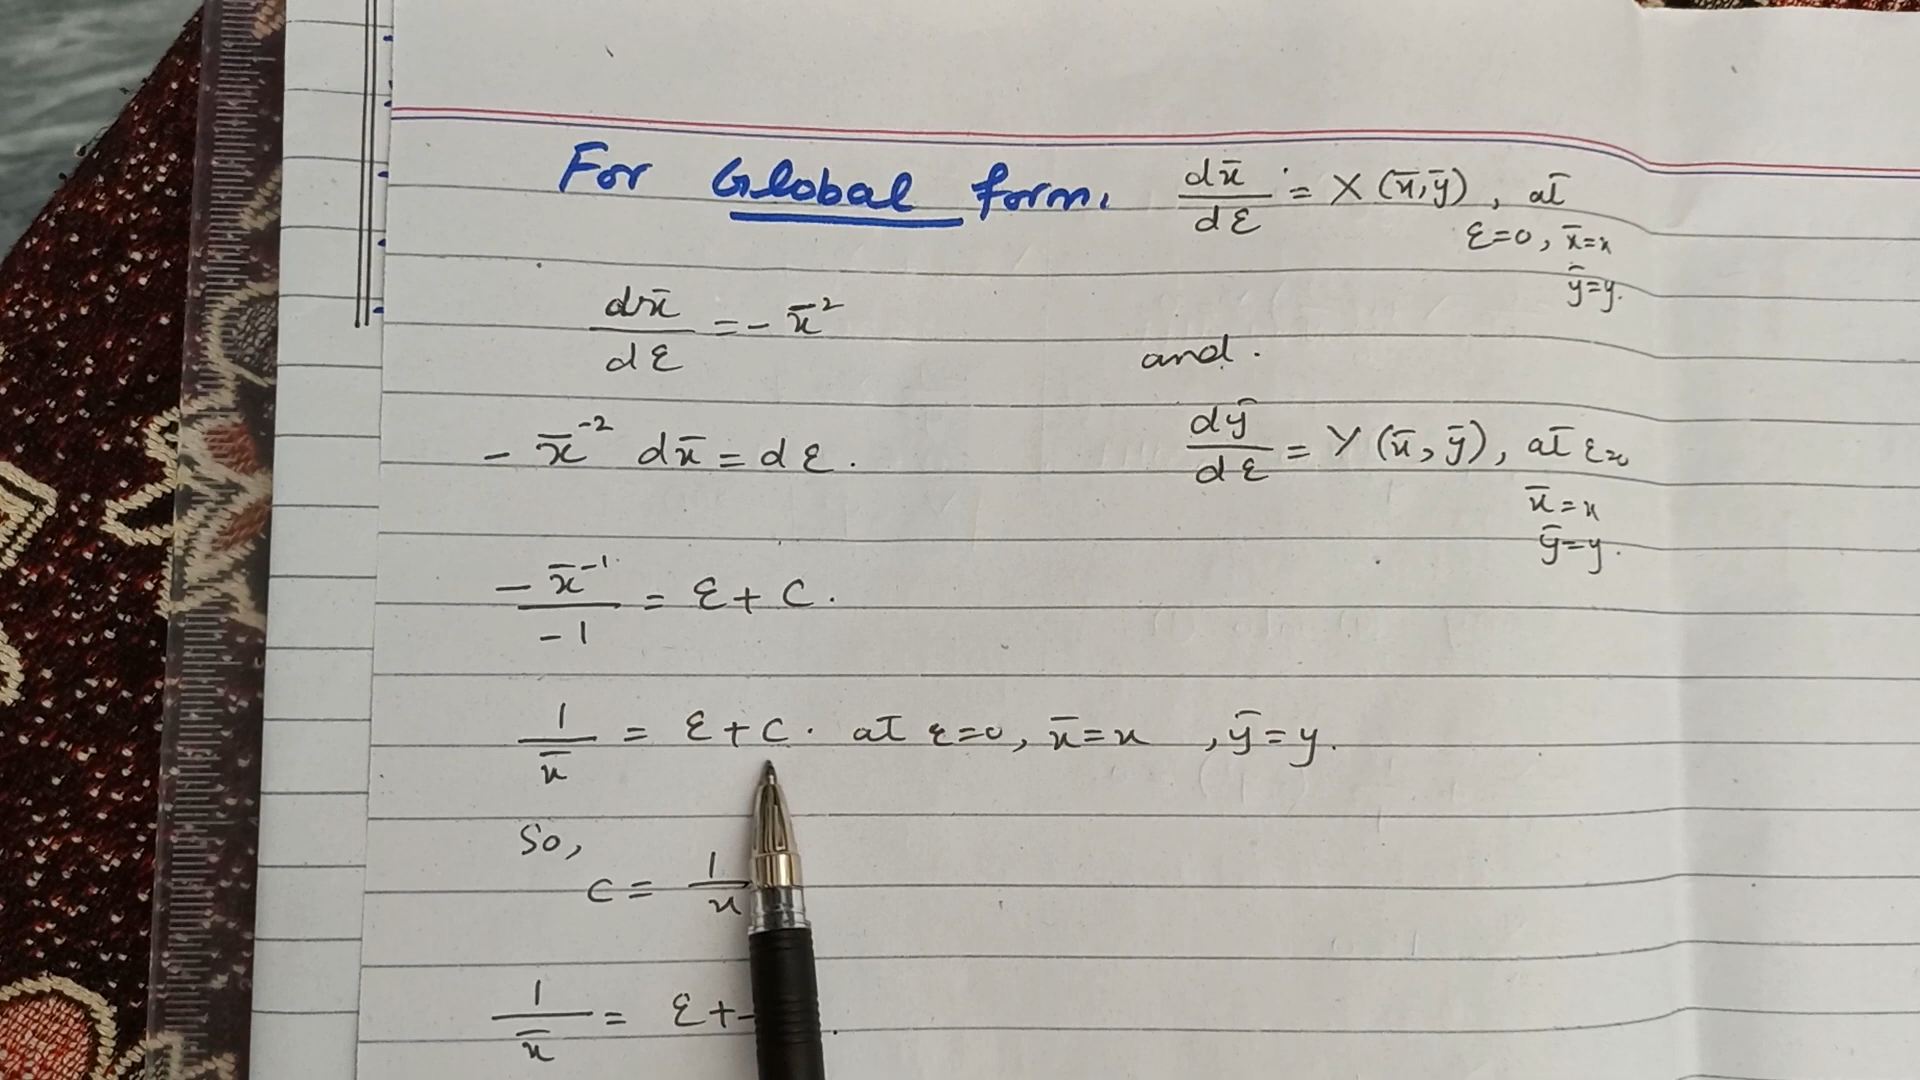 For Global form.
dx̄/dε = X(x̄,ȳ), at
ε=0, x̄=x
ȳ=y.
dx̄/dε = - x̄²
and.
- x̄⁻² dx̄ = dε.
dȳ/dε = Y(x̄, ȳ), at ε=0
x̄=x
ȳ=y.
- x̄⁻¹/-1 = ε + C.
1/x̄ = ε + C. at ε=0, x̄=x, ȳ=y.
So,
C = 1/x
1/x̄ = ε +